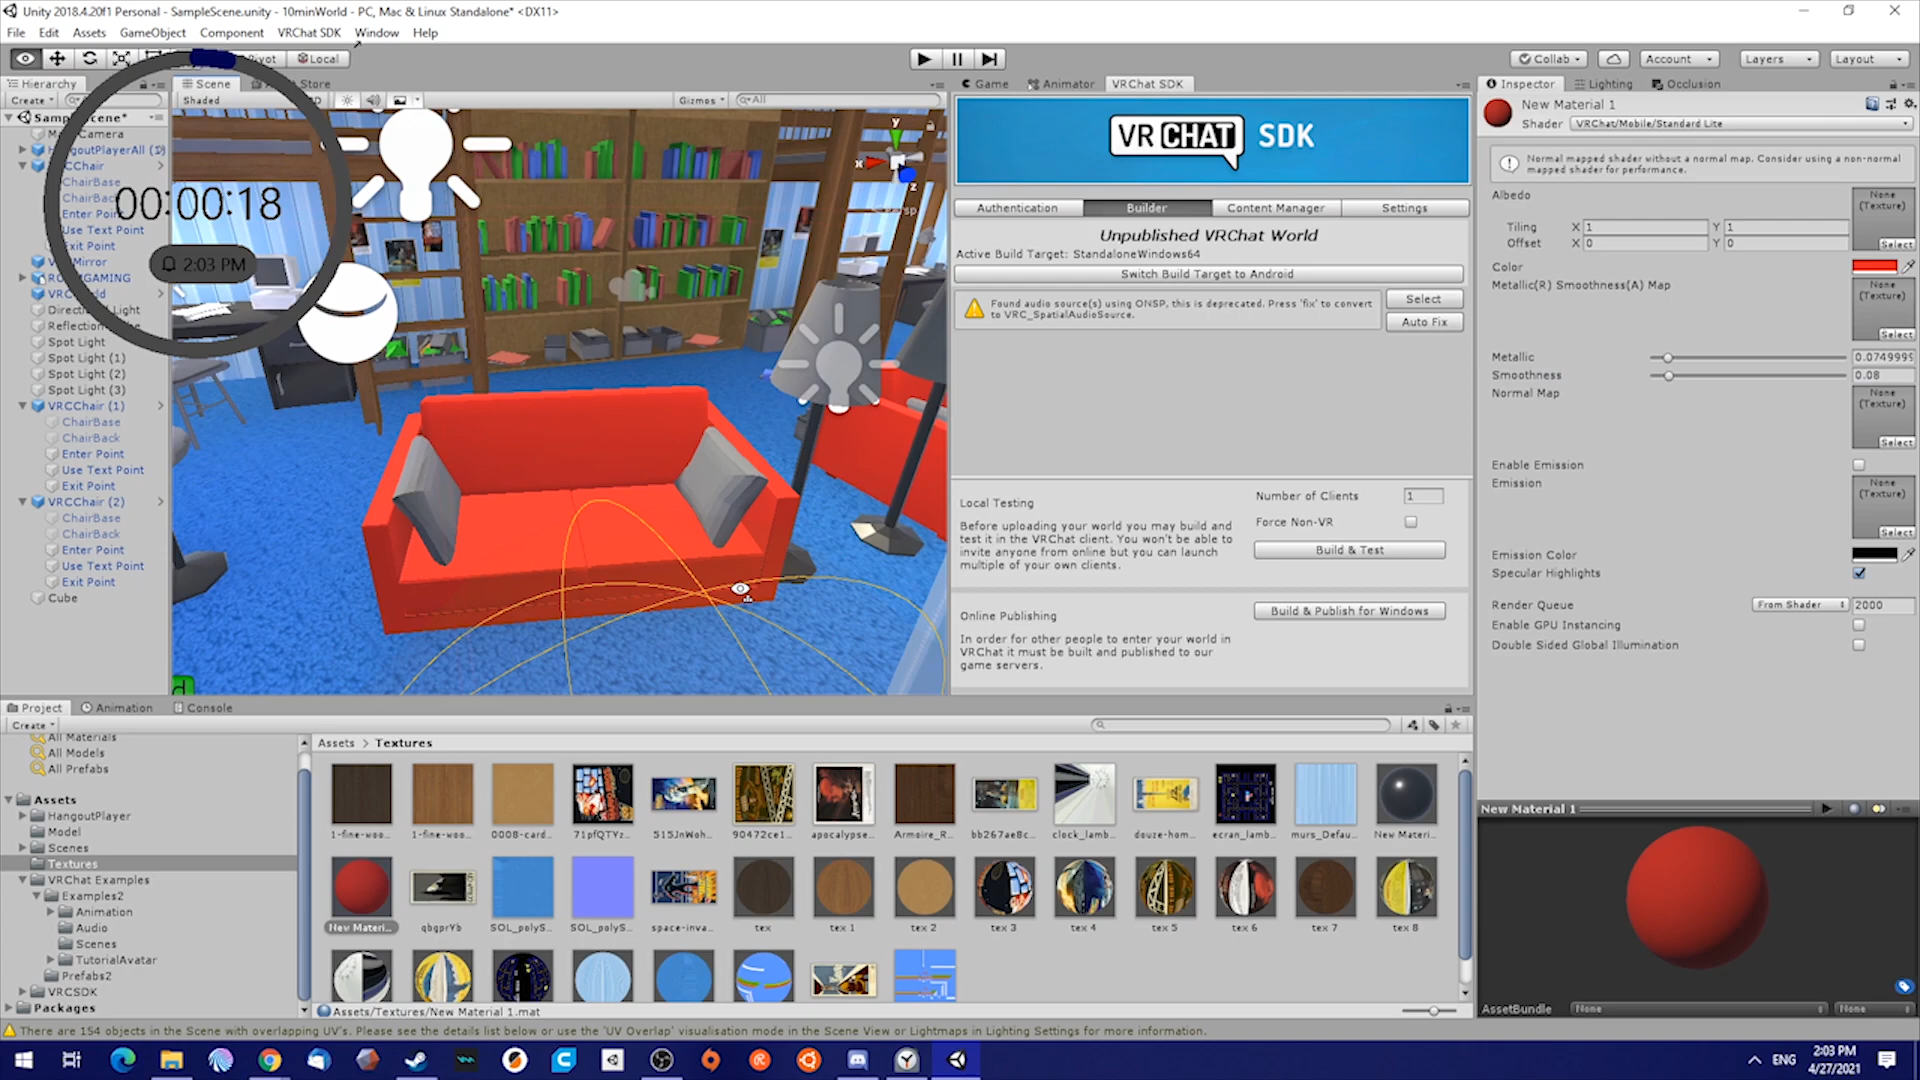 Unity 2018.4.20f1 Personal - SampleScene.unity - 10minWorld - PC, Mac & Linux Standalone* <DX11>
File Edit Assets GameObject Component VRChat SDK Window Help
Pivot Local
Collab Account Layers Layout
Hierarchy
Create
SampleScene*
HangoutPlayerAll (1)
ChairBase
Enter Point
Use Text Point
Exit Point
Spot Light
Spot Light (1)
Spot Light (2)
Spot Light (3)
VRCChair (1)
ChairBase
ChairBack
Enter Point
Use Text Point
Exit Point
VRCChair (2)
ChairBase
ChairBack
Enter Point
Use Text Point
Exit Point
Cube
00:00:18
2:03 PM
Scene Store
Shaded Gizmos All
y
x
z
Persp
Game Animator VRChat SDK
VR CHAT SDK
Authentication Builder Content Manager Settings
Unpublished VRChat World
Active Build Target: StandaloneWindows64
Switch Build Target to Android
Found audio source(s) using ONSP, this is deprecated. Press 'fix' to convert
to VRC_SpatialAudioSource.
Select
Auto Fix
Local Testing
Before uploading your world you may build and
test it in the VRChat client. You won't be able to
invite anyone from online but you can launch
multiple of your own clients.
Number of Clients 1
Force Non-VR
Build & Test
Online Publishing
In order for other people to enter your world in
VRChat it must be built and published to our
game servers.
Build & Publish for Windows
Inspector Lighting Occlusion
New Material 1
Shader VRChat/Mobile/Standard Lite
Normal mapped shader without a normal map. Consider using a non-normal
mapped shader for performance.
Albedo
None
(Texture)
Select
Tiling X 1 Y 1
Offset X 0 Y 0
Color
Metallic(R) Smoothness(A) Map
None
(Texture)
Select
Metallic 0.0749999
Smoothness 0.08
Normal Map
None
(Texture)
Select
Enable Emission
Emission
None
(Texture)
Select
Emission Color
Specular Highlights
Render Queue From Shader 2000
Enable GPU Instancing
Double Sided Global Illumination
New Material 1
AssetBundle None None
Project Animation Console
Create
All Materials
All Models
All Prefabs
Assets
HangoutPlayer
Model
Scenes
Textures
VRChat Examples
Examples2
Animation
Audio
Scenes
TutorialAvatar
Prefabs2
VRCSDK
Packages
Assets > Textures
1-fine-woo... 1-fine-woo... 0008-card... 71pfQTYz... 515JnWoh... 90472ce1... apocalypse... Armoire_R... bb267ae8c... clock_lamb... douze-hom... ecran_lamb... murs_Defau... New Materi...
New Materi... qbgprYb SOL_polyS... SOL_polyS... space-inva... tex tex 1 tex 2 tex 3 tex 4 tex 5 tex 6 tex 7 tex 8
Assets/Textures/New Material 1.mat
There are 154 objects in the Scene with overlapping UV's. Please see the details list below or use the 'UV Overlap' visualisation mode in the Scene View or Lightmaps in Lighting Settings for more information.
ENG
2:03 PM
4/27/2021